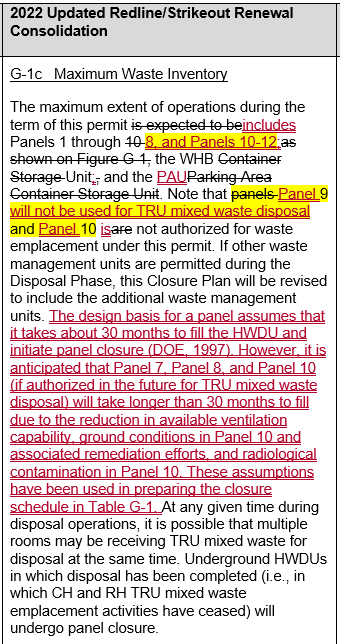 2022 Updated Redline/Strikeout Renewal
Consolidation
G-1c Maximum Waste Inventory
The maximum extent of operations during the
term of this permit is expected to beincludes
Panels 1 through 10 8, and Panels 10-12;as
shown on Figure G-1, the WHB Container
Storage Unit;, and the PAUParking Area
Container Storage Unit. Note that panels Panel 9
will not be used for TRU mixed waste disposal
and Panel 10 isare not authorized for waste
emplacement under this permit. If other waste
management units are permitted during the
Disposal Phase, this Closure Plan will be revised
to include the additional waste management
units. The design basis for a panel assumes that
it takes about 30 months to fill the HWDU and
initiate panel closure (DOE, 1997). However, it is
anticipated that Panel 7, Panel 8, and Panel 10
(if authorized in the future for TRU mixed waste
disposal) will take longer than 30 months to fill
due to the reduction in available ventilation
capability, ground conditions in Panel 10 and
associated remediation efforts, and radiological
contamination in Panel 10. These assumptions
have been used in preparing the closure
schedule in Table G-1. At any given time during
disposal operations, it is possible that multiple
rooms may be receiving TRU mixed waste for
disposal at the same time. Underground HWDUs
in which disposal has been completed (i.e., in
which CH and RH TRU mixed waste
emplacement activities have ceased) will
undergo panel closure.